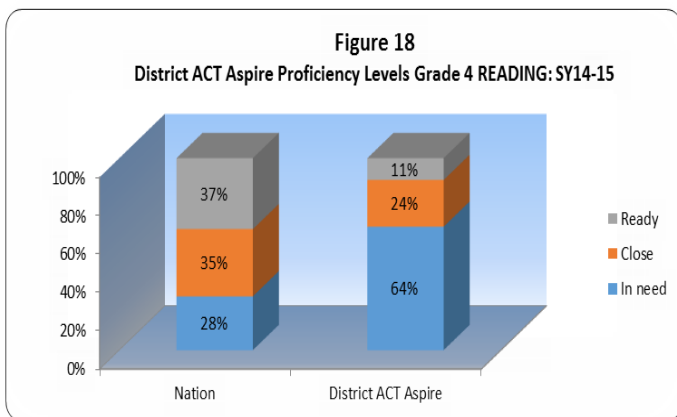 Figure 18
District ACT Aspire Proficiency Levels Grade 4 READING: SY14-15
100%
80%
60%
40%
20%
0%
37%
35%
28%
11%
24%
64%
Ready
Close
In need
Nation
District ACT Aspire